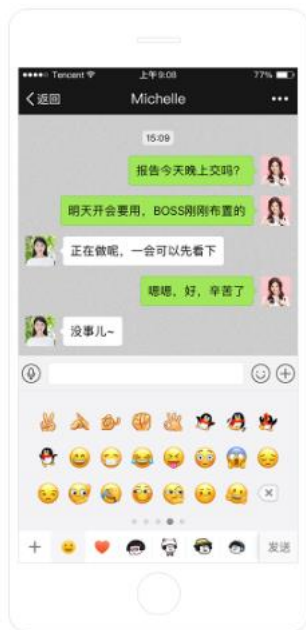 Tencent
上午9:08
77%
返回
Michelle
15:09
报告今天晚上交吗?
明天开会要用，BOSS刚刚布置的
正在做呢，一会可以先看下
嗯嗯，好，辛苦了
没事儿~
发送